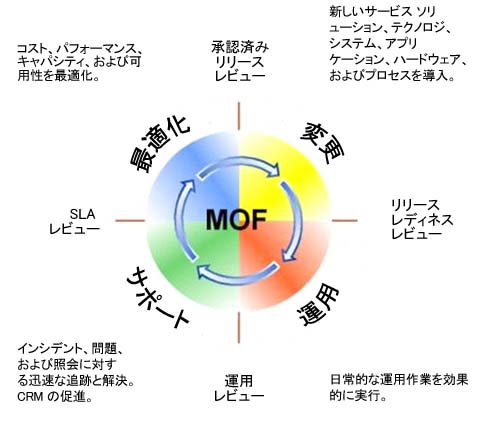 コスト、パフォーマンス、
キャパシティ、および可
用性を最適化。
承認済み
リリース
レビュー
新しいサービス ソリ
ューション、テクノロジ、
システム、アプリ
ケーション、ハードウェア、
およびプロセスを導入。
最適化
変更
SLA
レビュー
MOF
リリース
レディネス
レビュー
サポート
運用
インシデント、問題、
および照会に対す
る迅速な追跡と解決。
CRM の促進。
運用
レビュー
日常的な運用作業を効果
的に実行。